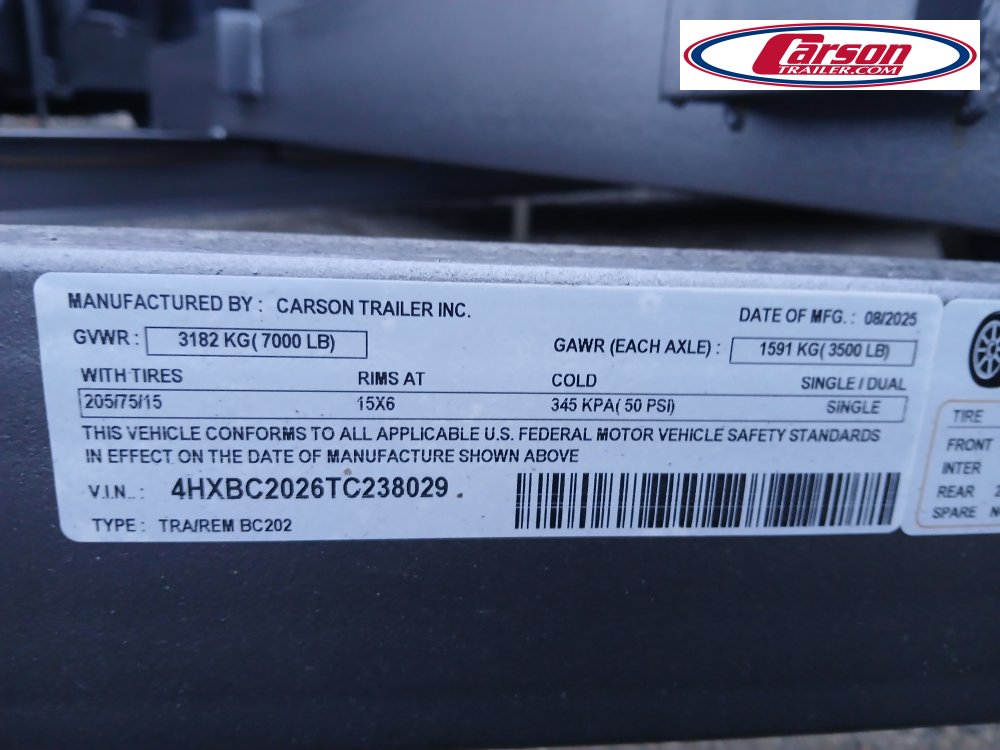 Carson
TRAILER.COM
MANUFACTURED BY : CARSON TRAILER INC.
DATE OF MFG. : 08/2025
GVWR : 3182 KG( 7000 LB)
GAWR (EACH AXLE) : 1591 KG( 3500 LB)
WITH TIRES RIMS AT COLD SINGLE / DUAL
205/75/15 15X6 345 KPA( 50 PSI) SINGLE
THIS VEHICLE CONFORMS TO ALL APPLICABLE U.S. FEDERAL MOTOR VEHICLE SAFETY STANDARDS
IN EFFECT ON THE DATE OF MANUFACTURE SHOWN ABOVE
V.I.N.. : 4HXBC2026TC238029 .
TYPE : TRA/REM BC202
TIRE
FRONT
INTER
REAR
SPARE